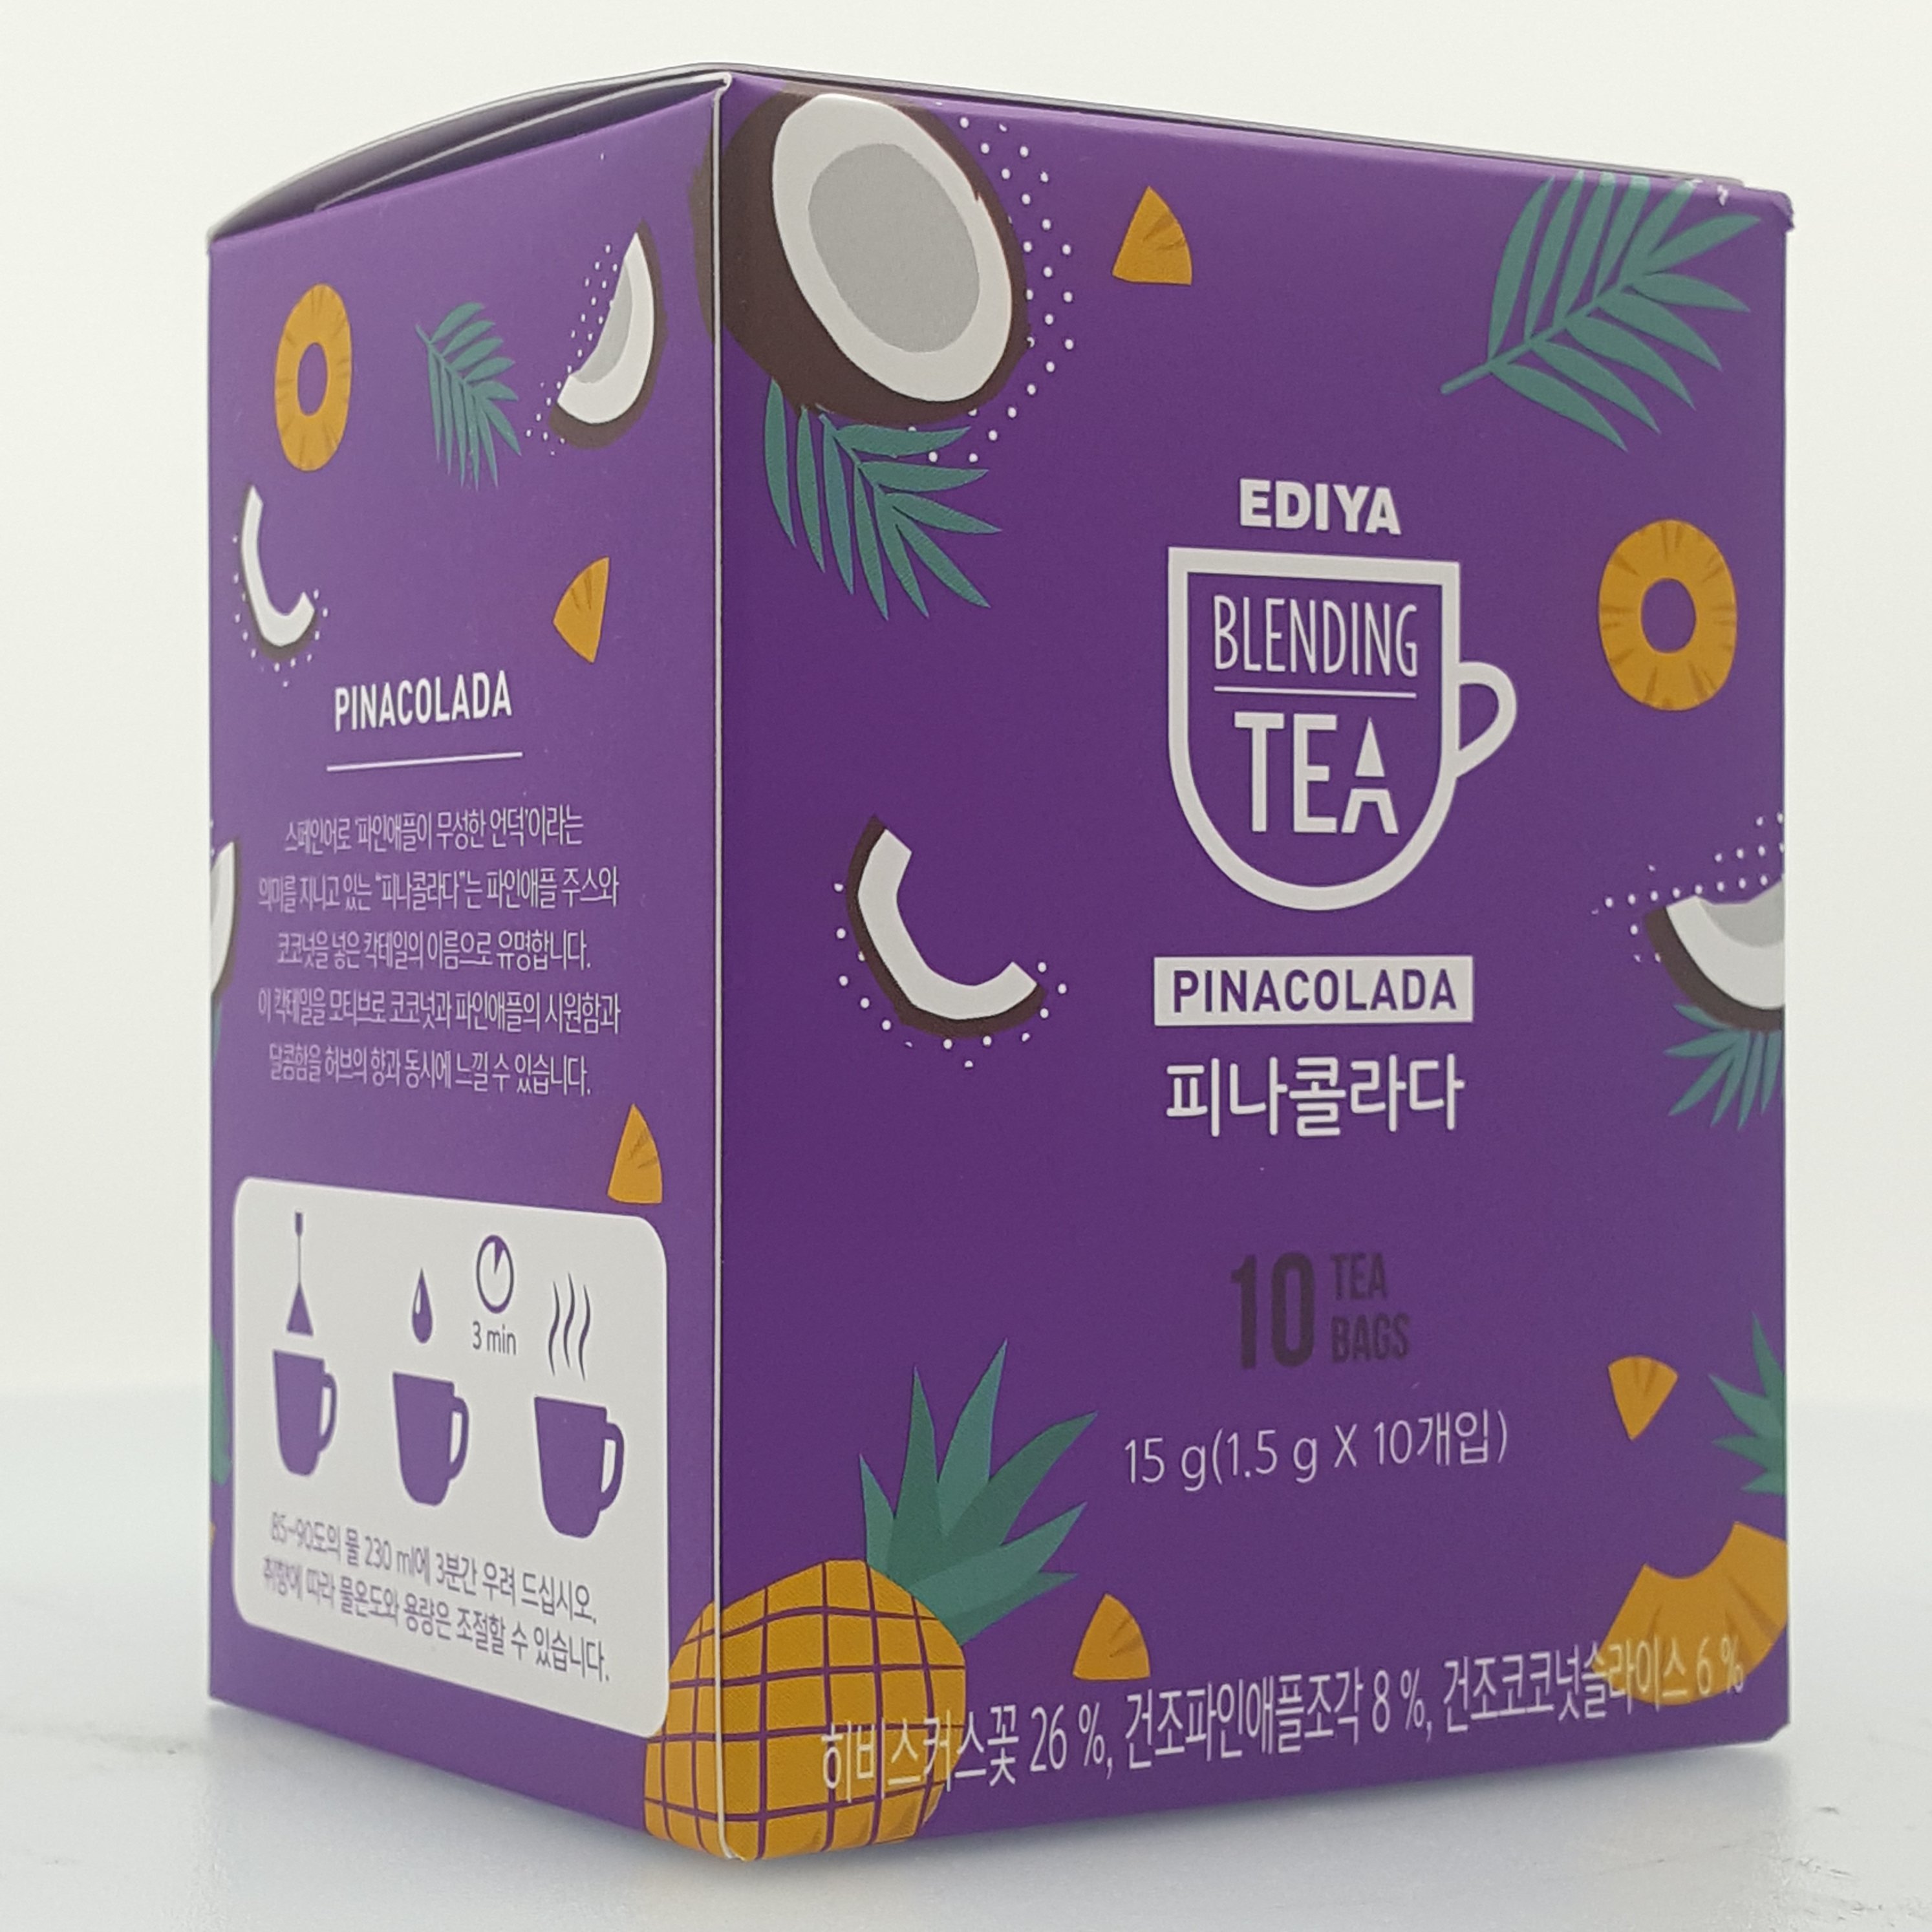 PINACOLADA
스페인어로 '파인애플이 무성한 언덕'이라는
의미를 지니고 있는 "피나콜라다"는 파인애플 주스와
코코넛을 넣은 칵테일의 이름으로 유명합니다.
이 칵테일을 모티브로 코코넛과 파인애플의 시원함과
달콤함을 허브의 향과 동시에 느낄 수 있습니다.
3 min
85~90도의 물 230 ml에 3분간 우려 드십시오.
취향에 따라 물온도와 용량은 조절할 수 있습니다.
EDIYA
BLENDING
TEA
PINACOLADA
피나콜라다
10 TEA
BAGS
15 g(1.5 g X 10개입)
히비스커스꽃 26 %, 건조파인애플조각 8 %, 건조코코넛슬라이스 6 %